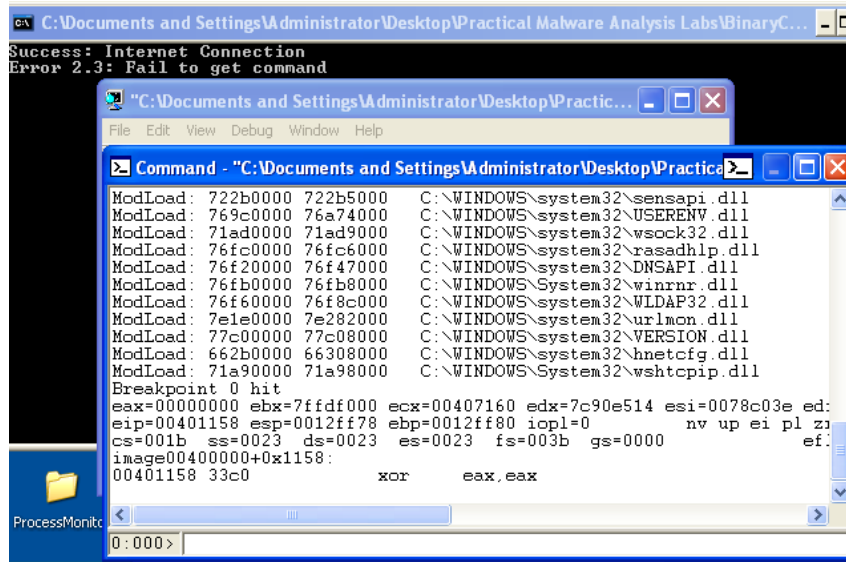 C:\Documents and Settings\Administrator\Desktop\Practical Malware Analysis Labs\BinaryC...
Success: Internet Connection
Error 2.3: Fail to get command
"C:\Documents and Settings\Administrator\Desktop\Practic...
File Edit View Debug Window Help
Command - "C:\Documents and Settings\Administrator\Desktop\Practica
ModLoad: 722b0000 722b5000 C:\WINDOWS\system32\sensapi.dll
ModLoad: 769c0000 76a74000 C:\WINDOWS\system32\USERENV.dll
ModLoad: 71ad0000 71ad9000 C:\WINDOWS\system32\wsock32.dll
ModLoad: 76fc0000 76fc6000 C:\WINDOWS\system32\rasadhlp.dll
ModLoad: 76f20000 76f47000 C:\WINDOWS\system32\DNSAPI.dll
ModLoad: 76fb0000 76fb8000 C:\WINDOWS\System32\winrnr.dll
ModLoad: 76f60000 76f8c000 C:\WINDOWS\system32\WLDAP32.dll
ModLoad: 7e1e0000 7e282000 C:\WINDOWS\system32\urlmon.dll
ModLoad: 77c00000 77c08000 C:\WINDOWS\system32\VERSION.dll
ModLoad: 662b0000 66308000 C:\WINDOWS\System32\hnetcfg.dll
ModLoad: 71a90000 71a98000 C:\WINDOWS\System32\wshtcpip.dll
Breakpoint 0 hit
eax=00000000 ebx=7ffdf000 ecx=00407160 edx=7c90e514 esi=0078c03e
eip=00401158 esp=0012ff78 ebp=0012ff80 iopl=0 nv up ei pl
cs=001b ss=0023 ds=0023 es=0023 fs=003b gs=0000
image00400000+0x1158:
00401158 33c0 xor eax,eax
ProcessMonito
0:000>